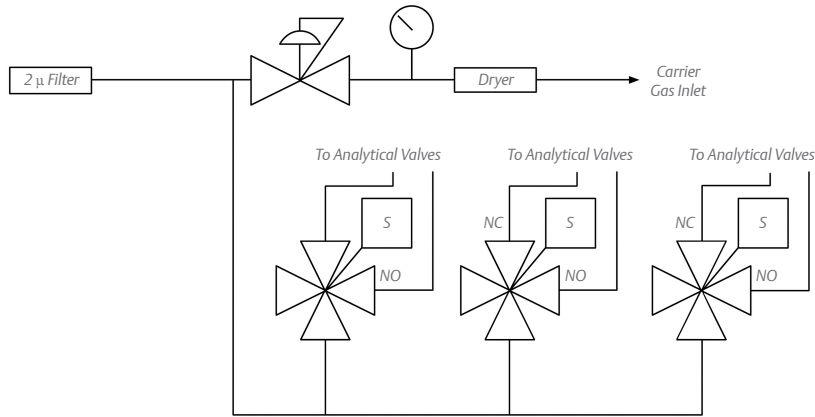 2 μ Filter
Dryer
Carrier
Gas Inlet
To Analytical Valves
To Analytical Valves
To Analytical Valves
S
NC
S
NC
S
NO
NO
NO